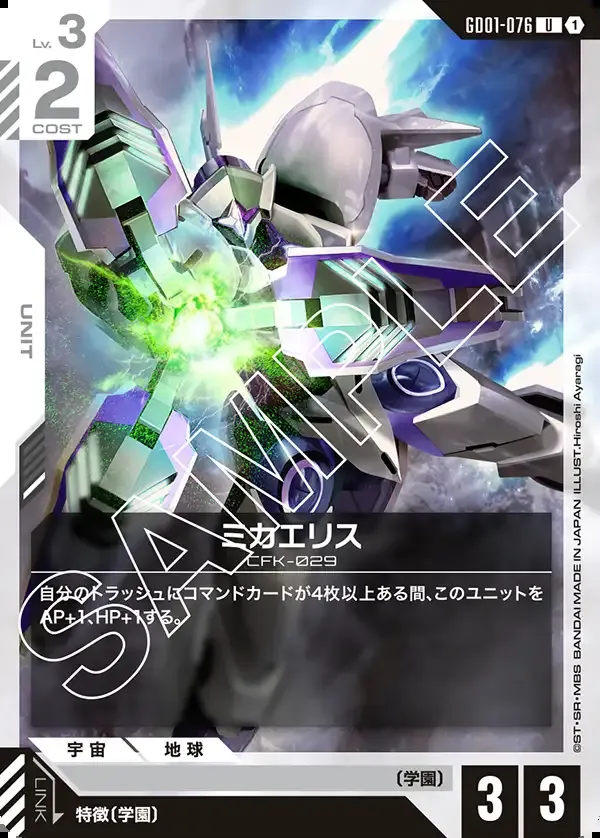 GD01-076 U 1
Lv. 3
2
COST
UNIT
SAMPLE
ミカエリス
CFK-029
自分のトラッシュにコマンドカードが4枚以上ある間、このユニットを
AP+1、HP+1する。
宇宙 地球
〔学園〕
LINK
特徴〔学園〕
3 3
©ST・SR・MBS BANDAI MADE IN JAPAN ILLUST.Hiroshi Ayaragi